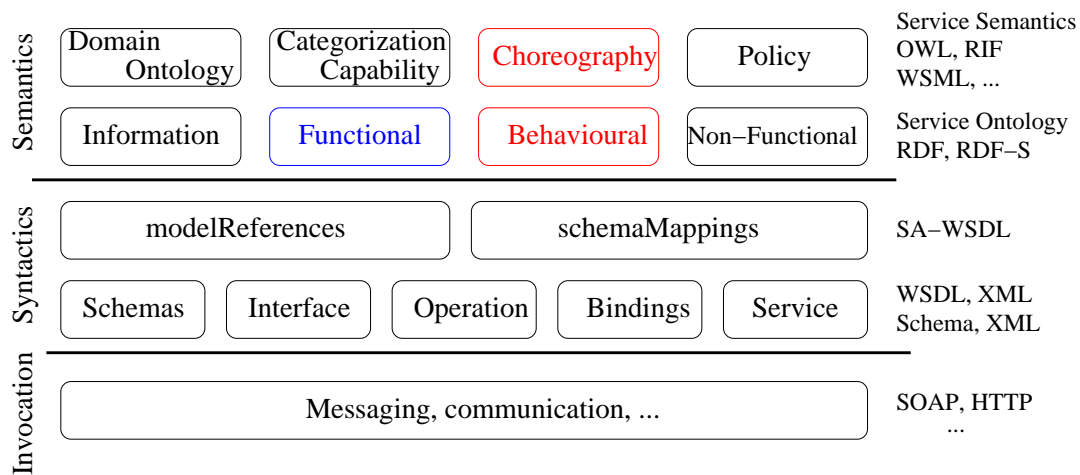 Semantics
Domain
Ontology
Categorization
Capability
Choreography
Policy
Service Semantics
OWL, RIF
WSML, ...
Information
Functional
Behavioural
Non−Functional
Service Ontology
RDF, RDF−S
Syntactics
modelReferences
schemaMappings
SA−WSDL
Schemas
Interface
Operation
Bindings
Service
WSDL, XML
Schema, XML
Invocation
Messaging, communication, ...
SOAP, HTTP
...